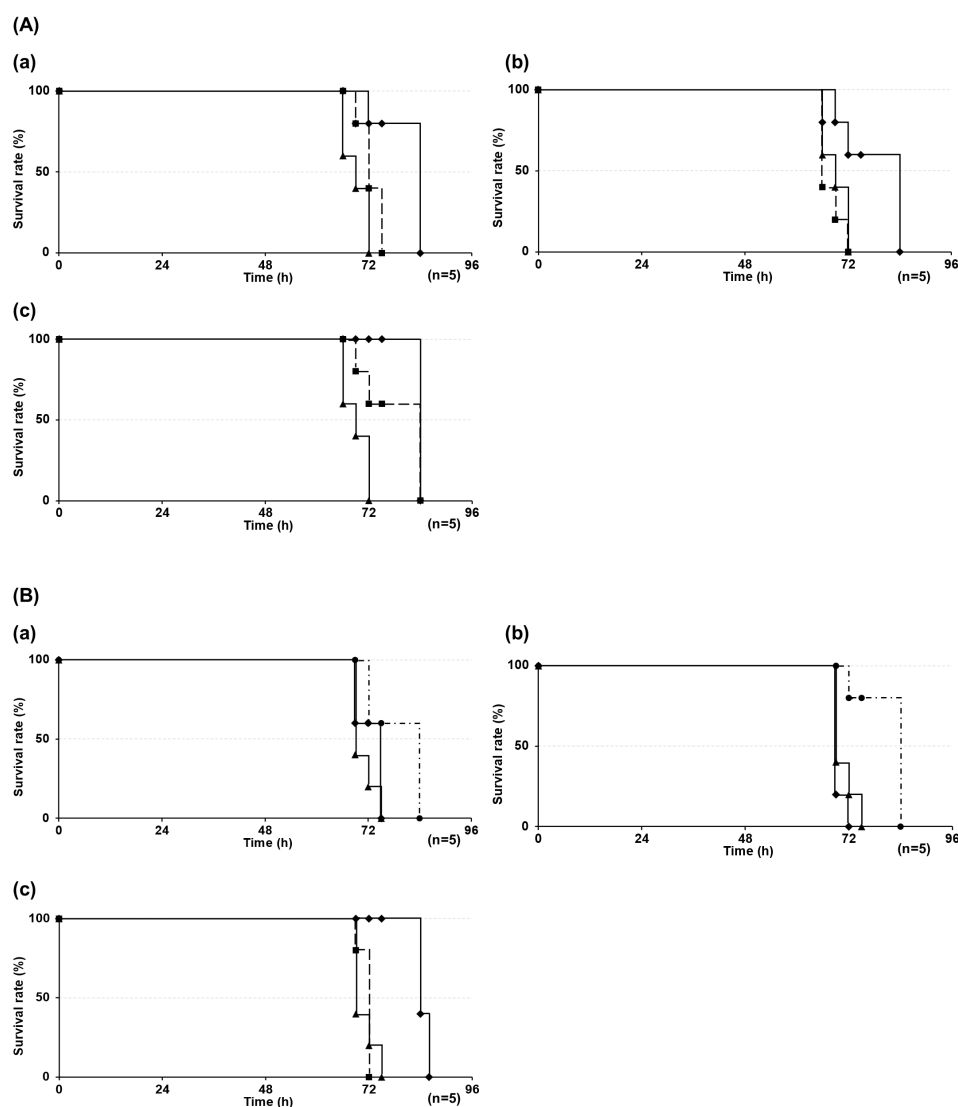 (A)
(a)
100
50
0
Survival rate (%)
0 24 48 72 96
Time (h)
(n=5)
(b)
100
50
0
Survival rate (%)
0 24 48 72 96
Time (h)
(n=5)
(c)
100
50
0
Survival rate (%)
0 24 48 72 96
Time (h)
(n=5)
(B)
(a)
100
50
0
Survival rate (%)
0 24 48 72 96
Time (h)
(n=5)
(b)
100
50
0
Survival rate (%)
0 24 48 72 96
Time (h)
(n=5)
(c)
100
50
0
Survival rate (%)
0 24 48 72 96
Time (h)
(n=5)